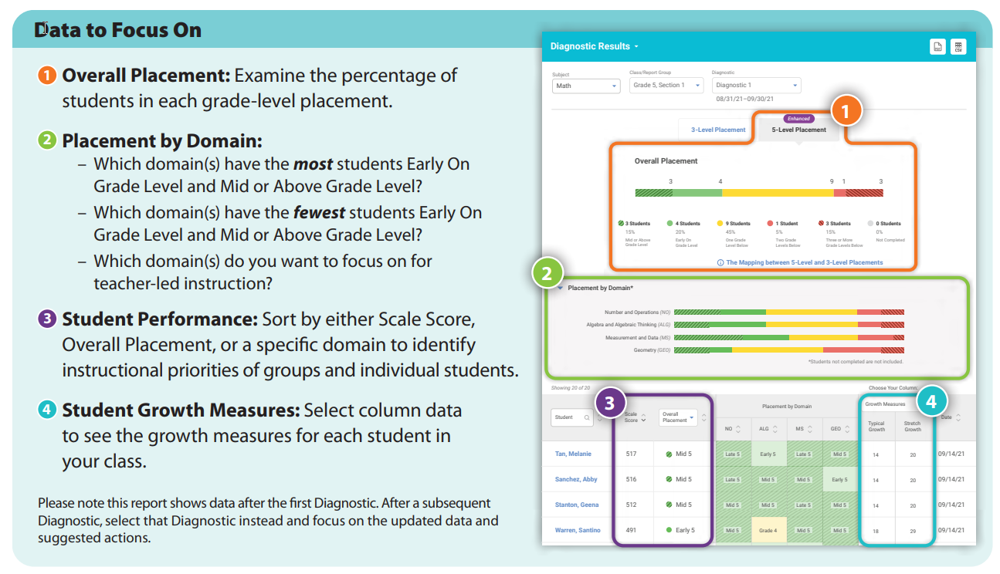 Data to Focus On
1 Overall Placement: Examine the percentage of
students in each grade-level placement.
2 Placement by Domain:
– Which domain(s) have the most students Early On
Grade Level and Mid or Above Grade Level?
– Which domain(s) have the fewest students Early On
Grade Level and Mid or Above Grade Level?
– Which domain(s) do you want to focus on for
teacher-led instruction?
3 Student Performance: Sort by either Scale Score,
Overall Placement, or a specific domain to identify
instructional priorities of groups and individual students.
4 Student Growth Measures: Select column data
to see the growth measures for each student in
your class.
Please note this report shows data after the first Diagnostic. After a subsequent
Diagnostic, select that Diagnostic instead and focus on the updated data and
suggested actions.
Diagnostic Results
CSV
Subject Class/Report Group Diagnostic
Math Grade 5, Section 1 Diagnostic 1
08/31/21–09/30/21
1
Enhanced
3-Level Placement 5-Level Placement
Overall Placement
3 4 9 1 3
3 Students 4 Students 9 Students 1 Student 3 Students 0 Students
15% 20% 45% 5% 15% 0%
Mid or Above Early On One Grade Two Grade Three or More Not Completed
Grade Level Grade Level Level Below Levels Below Grade Levels Below
The Mapping between 5-Level and 3-Level Placements
2
Placement by Domain*
Number and Operations (NO)
Algebra and Algebraic Thinking (ALG)
Measurement and Data (MS)
Geometry (GEO)
*Students not completed are not included.
Showing 20 of 20 Choose Your Column:
3 4
Student Scale Score Overall Placement Placement by Domain Growth Measures Date
NO ALG MS GEO Typical Growth Stretch Growth
Tan, Melanie 517 Mid 5 Late 5 Early 5 Late 5 Mid 5 14 20 09/14/21
Sanchez, Abby 516 Mid 5 Late 5 Mid 5 Mid 5 Early 5 14 20 09/14/21
Stanton, Geena 512 Mid 5 Mid 5 Mid 5 Late 5 Mid 5 14 20 09/14/21
Warren, Santino 491 Early 5 Mid 5 Grade 4 Mid 5 Mid 5 18 29 09/14/21